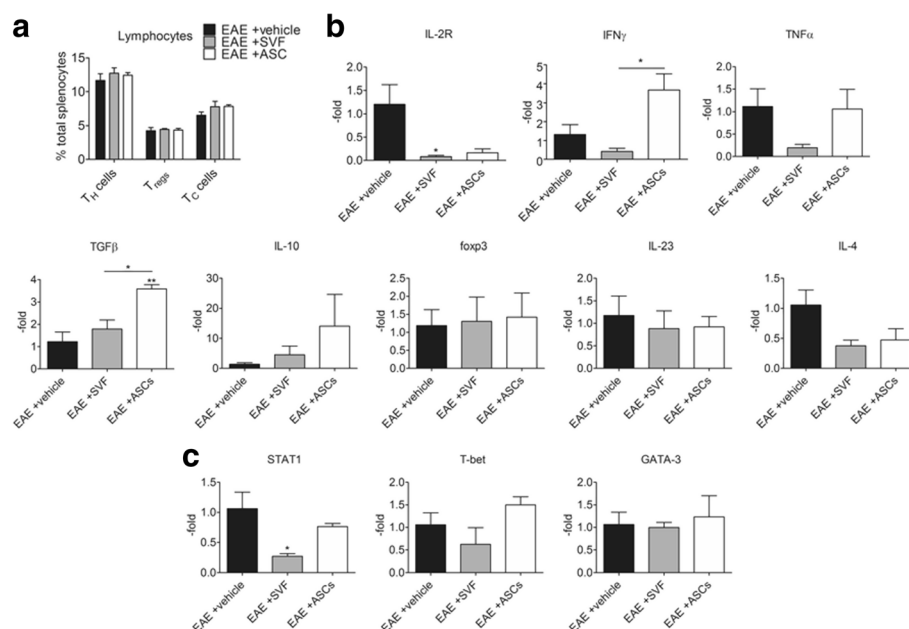 a
Lymphocytes
EAE +vehicle
EAE +SVF
EAE +ASC
% total splenocytes
15
10
5
0
T_H cells
T_regs
T_C cells
b
IL-2R
-fold
2.0
1.5
1.0
0.5
0.0
*
EAE +vehicle
EAE +SVF
EAE +ASCs
IFNγ
-fold
6
4
2
0
*
EAE +vehicle
EAE +SVF
EAE +ASCs
TNFα
-fold
2.0
1.5
1.0
0.5
0.0
EAE +vehicle
EAE +SVF
EAE +ASCs
TGFβ
-fold
4
3
2
1
0
*
**
EAE +vehicle
EAE +SVF
EAE +ASCs
IL-10
-fold
30
20
10
0
EAE +vehicle
EAE +SVF
EAE +ASCs
foxp3
-fold
2.5
2.0
1.5
1.0
0.5
0.0
EAE +vehicle
EAE +SVF
EAE +ASCs
IL-23
-fold
2.0
1.5
1.0
0.5
0.0
EAE +vehicle
EAE +SVF
EAE +ASCs
IL-4
-fold
1.5
1.0
0.5
0.0
EAE +vehicle
EAE +SVF
EAE +ASCs
c
STAT1
-fold
1.5
1.0
0.5
0.0
*
EAE +vehicle
EAE +SVF
EAE +ASCs
T-bet
-fold
2.0
1.5
1.0
0.5
0.0
EAE +vehicle
EAE +SVF
EAE +ASCs
GATA-3
-fold
2.0
1.5
1.0
0.5
0.0
EAE +vehicle
EAE +SVF
EAE +ASCs